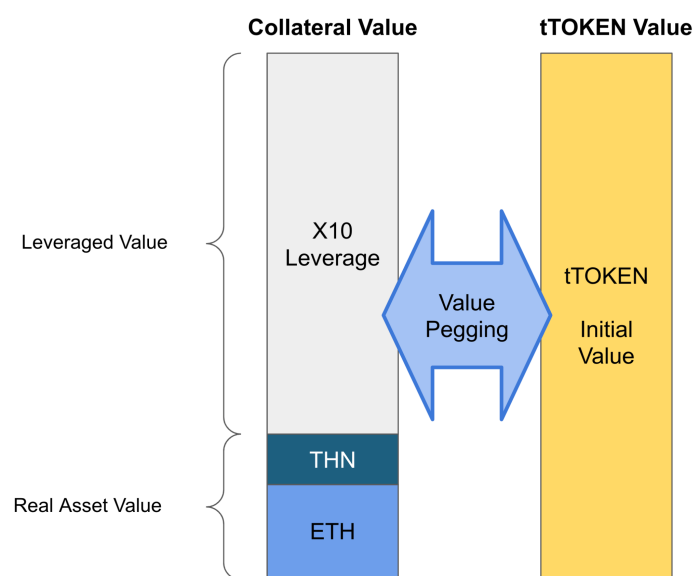 Collateral Value
tTOKEN Value
X10
Leverage
Leveraged Value
tTOKEN
Value
Pegging
Initial
Value
THN
Real Asset Value
ETH